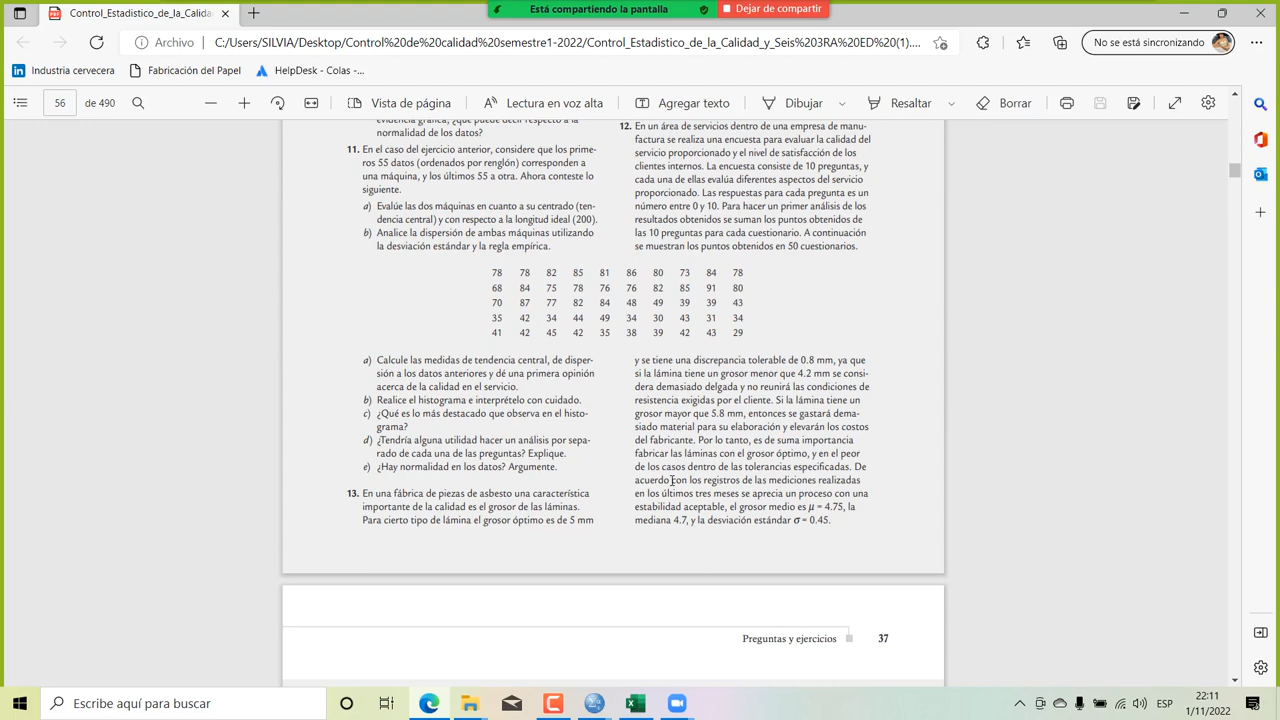 Está compartiendo la pantalla
Dejar de compartir
Control_Estadistico_de_la_Calida
Archivo
C:/Users/SILVIA/Desktop/Control%20de%20calidad%20semestre1-2022/Control_Estadistico_de_la_Calidad_y_Seis%203RA%20ED%20(1)....
No se está sincronizando
Industria cervecera
Fabricación del Papel
HelpDesk - Colas -...
56
de 490
Vista de página
Lectura en voz alta
Agregar texto
Dibujar
Resaltar
Borrar
evidencia gráfica, ¿qué puede decir respecto a la
normalidad de los datos?
11. En el caso del ejercicio anterior, considere que los prime-
ros 55 datos (ordenados por renglón) corresponden a
una máquina, y los últimos 55 a otra. Ahora conteste lo
siguiente.
a) Evalúe las dos máquinas en cuanto a su centrado (ten-
dencia central) y con respecto a la longitud ideal (200).
b) Analice la dispersión de ambas máquinas utilizando
la desviación estándar y la regla empírica.
12. En un área de servicios dentro de una empresa de manu-
factura se realiza una encuesta para evaluar la calidad del
servicio proporcionado y el nivel de satisfacción de los
clientes internos. La encuesta consiste de 10 preguntas, y
cada una de ellas evalúa diferentes aspectos del servicio
proporcionado. Las respuestas para cada pregunta es un
número entre 0 y 10. Para hacer un primer análisis de los
resultados obtenidos se suman los puntos obtenidos de
las 10 preguntas para cada cuestionario. A continuación
se muestran los puntos obtenidos en 50 cuestionarios.
78 78 82 85 81 86 80 73 84 78
68 84 75 78 76 76 82 85 91 80
70 87 77 82 84 48 49 39 39 43
35 42 34 44 49 34 30 43 31 34
41 42 45 42 35 38 39 42 43 29
a) Calcule las medidas de tendencia central, de disper-
sión a los datos anteriores y dé una primera opinión
acerca de la calidad en el servicio.
b) Realice el histograma e interprételo con cuidado.
c) ¿Qué es lo más destacado que observa en el histo-
grama?
d) ¿Tendría alguna utilidad hacer un análisis por sepa-
rado de cada una de las preguntas? Explique.
e) ¿Hay normalidad en los datos? Argumente.
13. En una fábrica de piezas de asbesto una característica
importante de la calidad es el grosor de las láminas.
Para cierto tipo de lámina el grosor óptimo es de 5 mm
y se tiene una discrepancia tolerable de 0.8 mm, ya que
si la lámina tiene un grosor menor que 4.2 mm se consi-
dera demasiado delgada y no reunirá las condiciones de
resistencia exigidas por el cliente. Si la lámina tiene un
grosor mayor que 5.8 mm, entonces se gastará dema-
siado material para su elaboración y elevarán los costos
del fabricante. Por lo tanto, es de suma importancia
fabricar las láminas con el grosor óptimo, y en el peor
de los casos dentro de las tolerancias especificadas. De
acuerdo con los registros de las mediciones realizadas
en los últimos tres meses se aprecia un proceso con una
estabilidad aceptable, el grosor medio es μ = 4.75, la
mediana 4.7, y la desviación estándar σ = 0.45.
Preguntas y ejercicios 37
Escribe aquí para buscar
ESP
22:11
1/11/2022